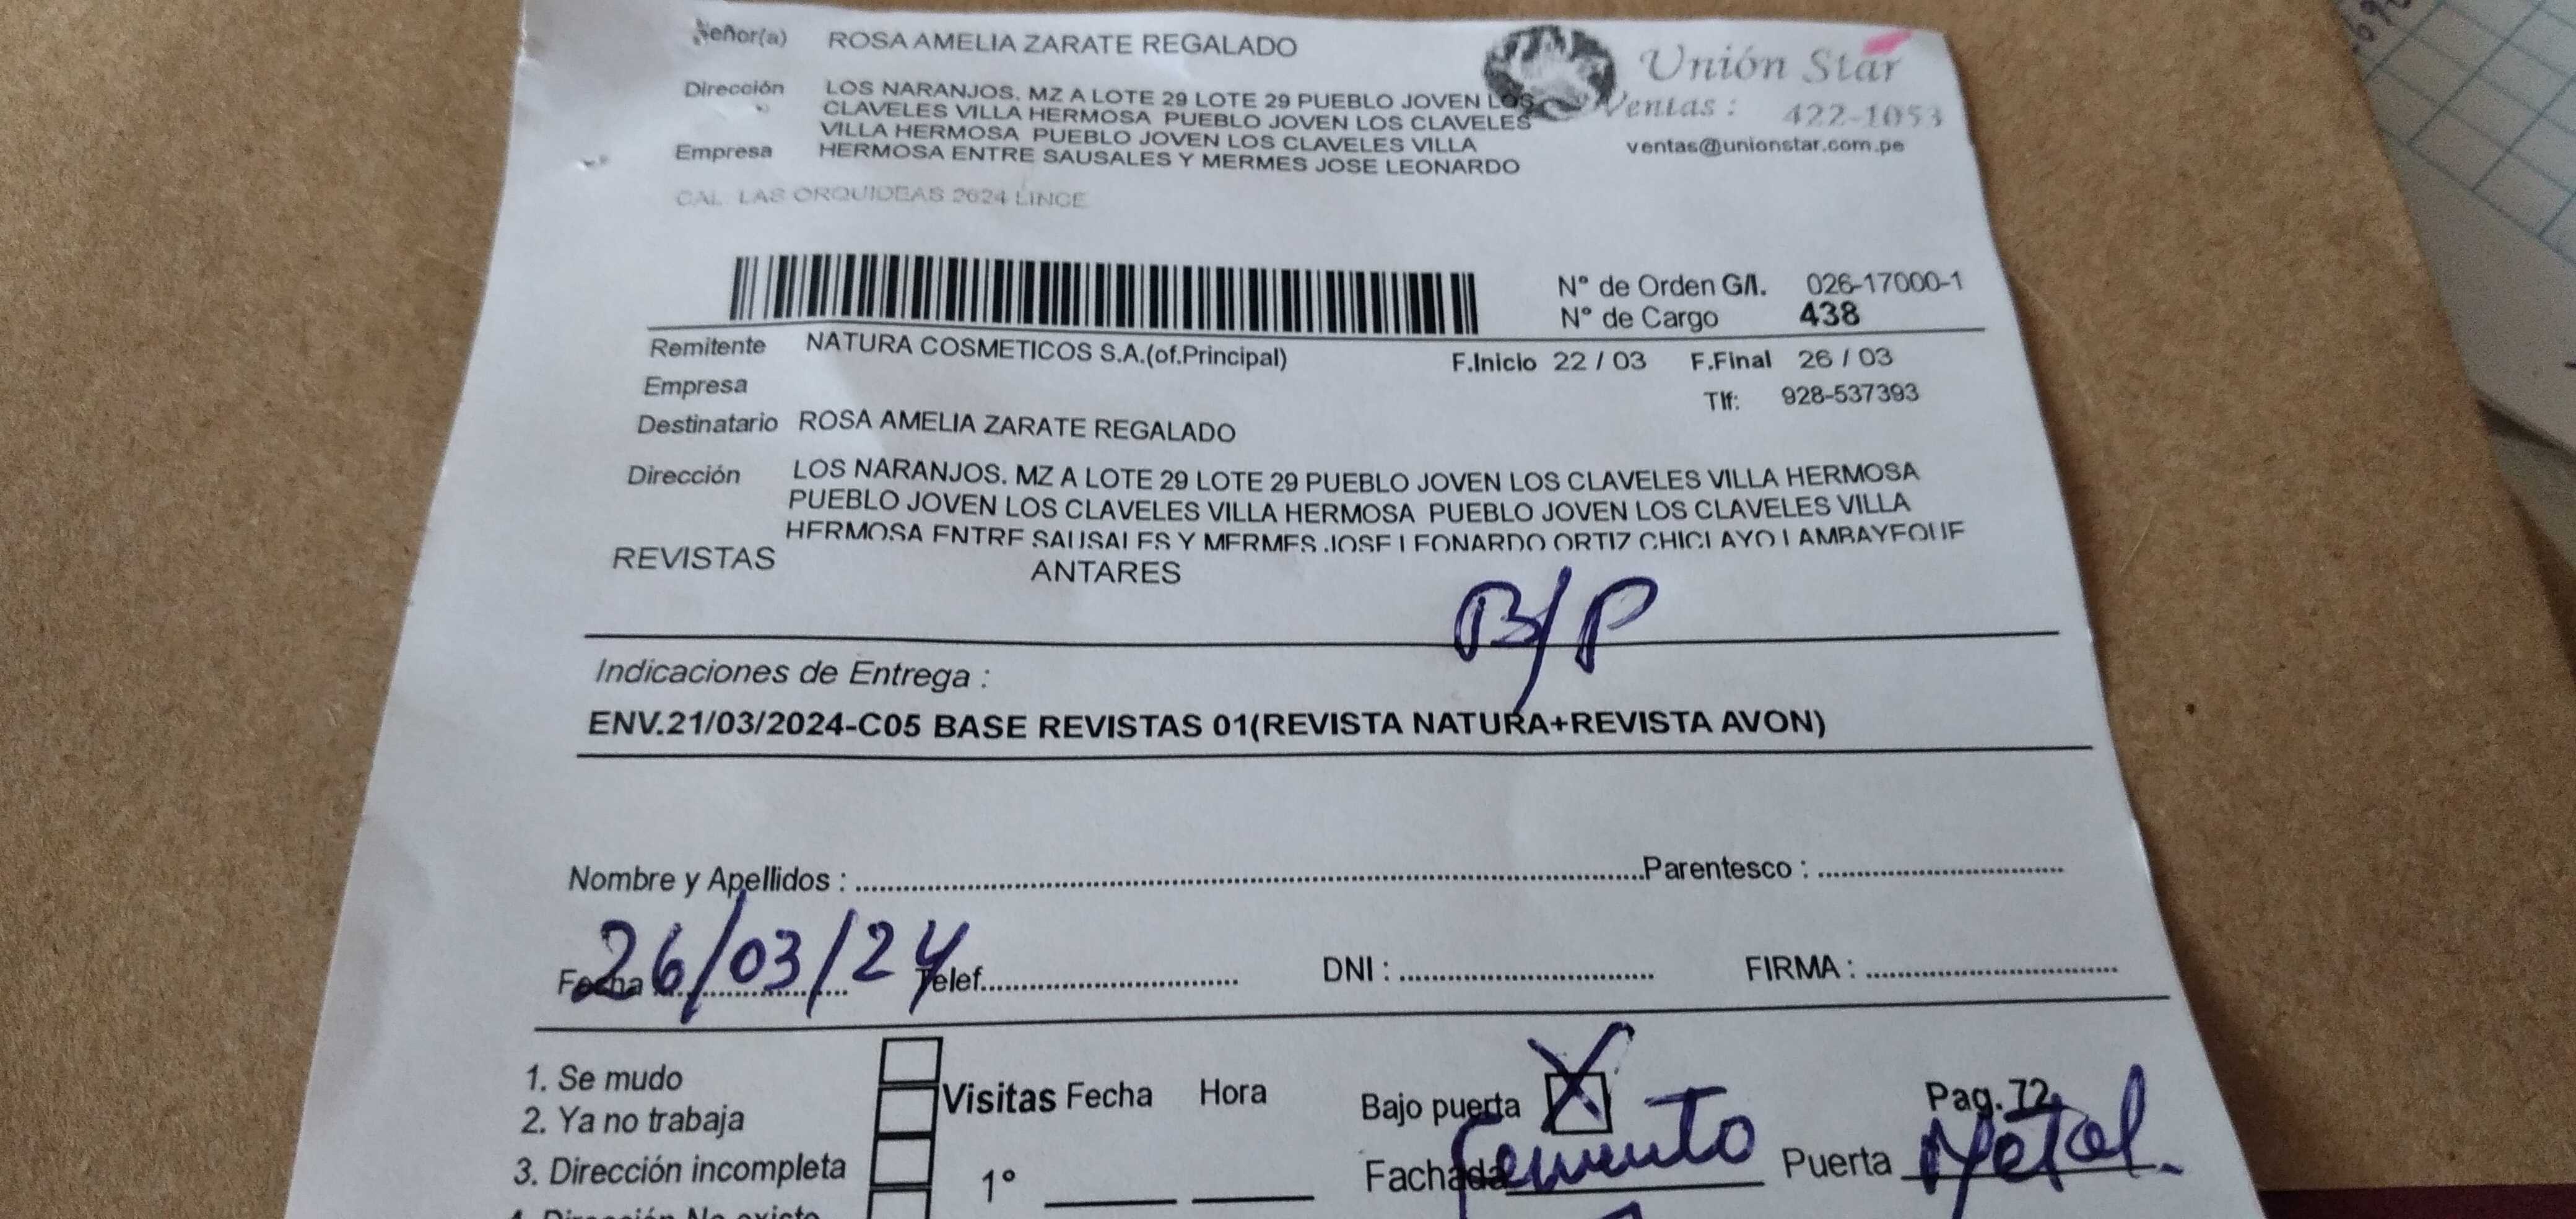 Señor(a) ROSA AMELIA ZARATE REGALADO
Unión Star
Ventas : 422-1053
ventas@unionstar.com.pe
Dirección LOS NARANJOS. MZ A LOTE 29 LOTE 29 PUEBLO JOVEN LOS
CLAVELES VILLA HERMOSA PUEBLO JOVEN LOS CLAVELES
VILLA HERMOSA PUEBLO JOVEN LOS CLAVELES VILLA
Empresa HERMOSA ENTRE SAUSALES Y MERMES JOSE LEONARDO
CAL. LAS ORQUIDEAS 2624 LINCE
N° de Orden G/I. 026-17000-1
N° de Cargo 438
Remitente NATURA COSMETICOS S.A.(of.Principal) F.Inicio 22 / 03 F.Final 26 / 03
Empresa Tlf: 928-537393
Destinatario ROSA AMELIA ZARATE REGALADO
Dirección LOS NARANJOS. MZ A LOTE 29 LOTE 29 PUEBLO JOVEN LOS CLAVELES VILLA HERMOSA
PUEBLO JOVEN LOS CLAVELES VILLA HERMOSA PUEBLO JOVEN LOS CLAVELES VILLA
HERMOSA ENTRE SAUSALES Y MERMES JOSE LEONARDO ORTIZ CHICLAYO LAMBAYEQUE
REVISTAS ANTARES
B/P
Indicaciones de Entrega :
ENV.21/03/2024-C05 BASE REVISTAS 01(REVISTA NATURA+REVISTA AVON)
Nombre y Apellidos : Parentesco :
Fecha 26/03/24 Telef. DNI : FIRMA :
1. Se mudo
2. Ya no trabaja
3. Dirección incompleta
4. Dirección No existe
Visitas Fecha Hora
1°
Bajo puerta X Pag. 72
Fachada Cemento Puerta Metal.